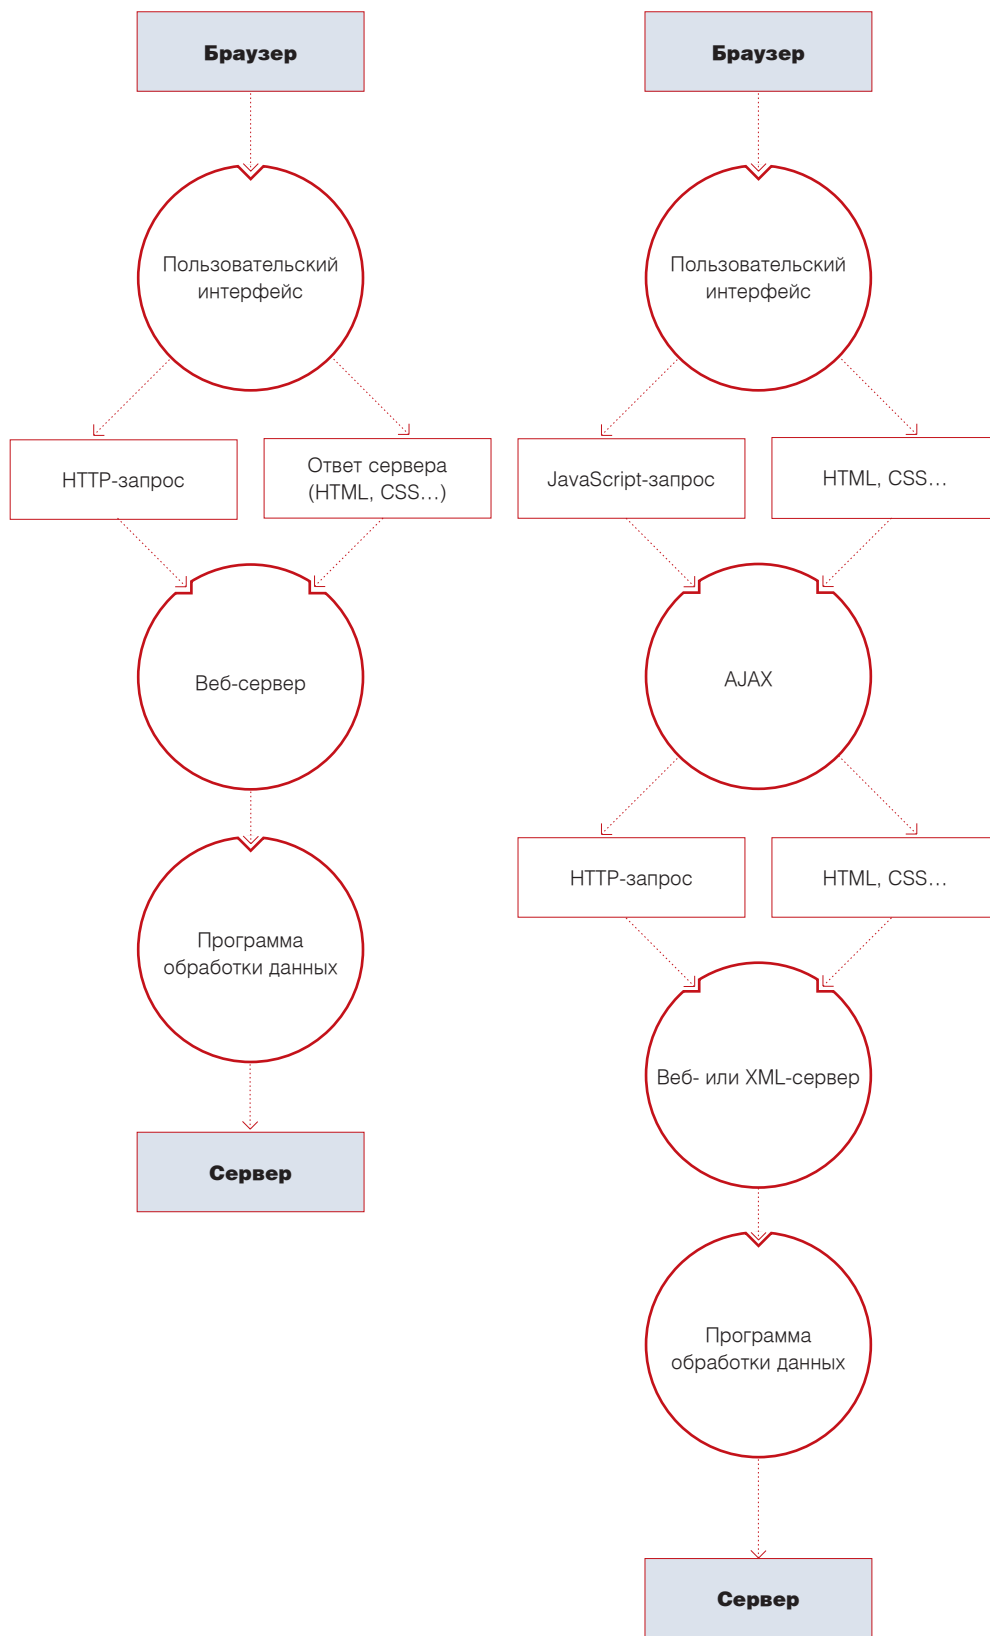 Браузер
Пользовательский
интерфейс
HTTP-запрос
Ответ сервера
(HTML, CSS...)
Веб-сервер
Программа
обработки данных
Сервер
Браузер
Пользовательский
интерфейс
JavaScript-запрос
HTML, CSS...
AJAX
HTTP-запрос
HTML, CSS...
Веб- или XML-сервер
Программа
обработки данных
Сервер